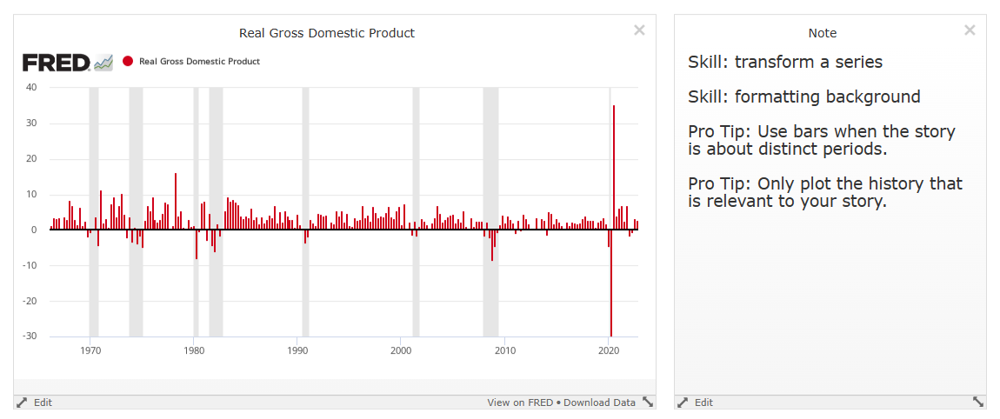 Real Gross Domestic Product
FRED
Real Gross Domestic Product
40
30
20
10
0
-10
-20
-30
1970
1980
1990
2000
2010
2020
Edit
View on FRED • Download Data
Note
Skill: transform a series
Skill: formatting background
Pro Tip: Use bars when the story
is about distinct periods.
Pro Tip: Only plot the history that
is relevant to your story.
Edit